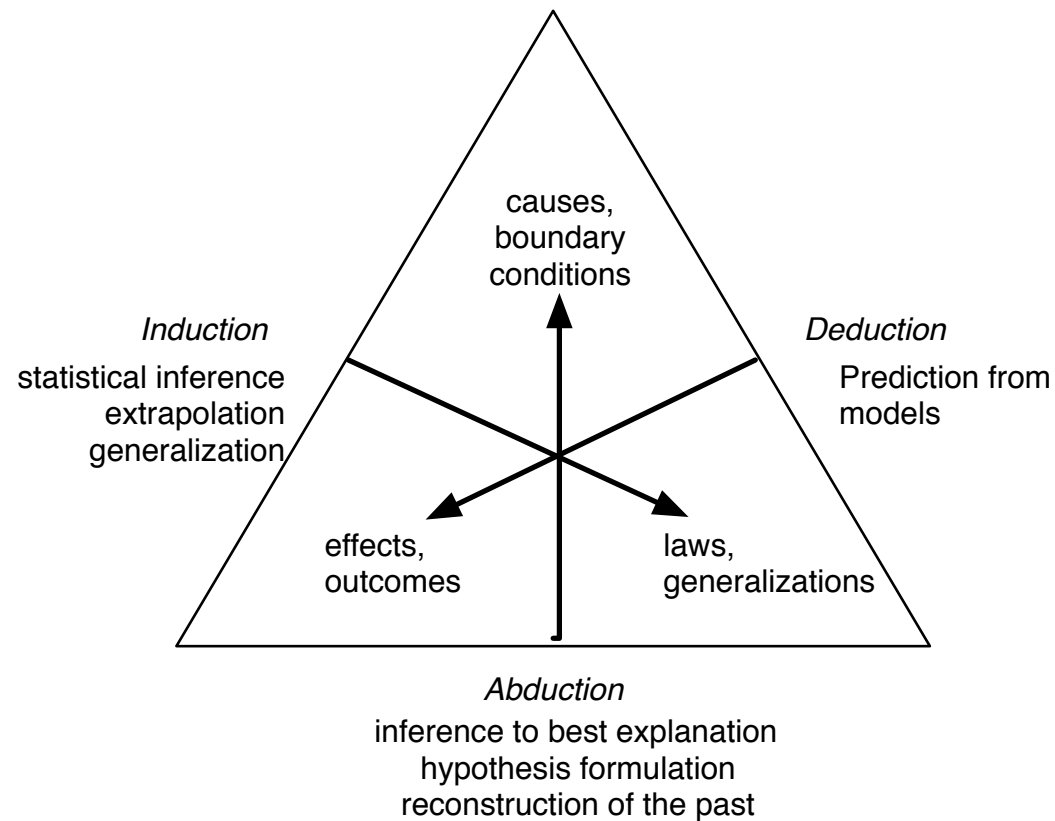 causes,
boundary
conditions
Induction
statistical inference
extrapolation
generalization
Deduction
Prediction from
models
effects,
outcomes
laws,
generalizations
Abduction
inference to best explanation
hypothesis formulation
reconstruction of the past